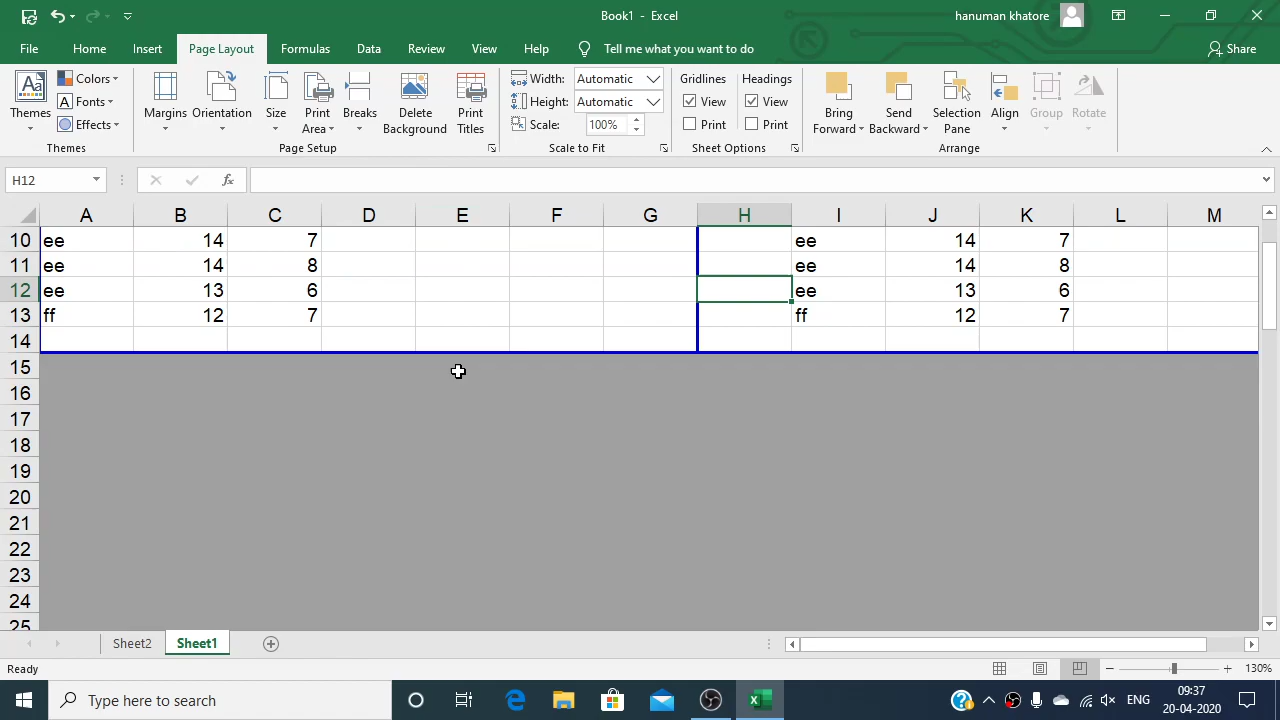 Book1 - Excel
hanuman khatore
File Home Insert Page Layout Formulas Data Review View Help Tell me what you want to do Share
Themes
Colors
Fonts
Effects
Themes
Margins
Orientation
Size
Print Area
Breaks
Delete Background
Print Titles
Page Setup
Width: Automatic
Height: Automatic
Scale: 100%
Scale to Fit
Gridlines
View
Print
Headings
View
Print
Sheet Options
Bring Forward
Send Backward
Selection Pane
Align
Group
Rotate
Arrange
H12
fx
A B C D E F G H I J K L M
10 ee 14 7 ee 14 7
11 ee 14 8 ee 14 8
12 ee 13 6 ee 13 6
13 ff 12 7 ff 12 7
14
15
16
17
18
19
20
21
22
23
24
25
Sheet2 Sheet1
Ready
130%
Type here to search
ENG
09:37
20-04-2020